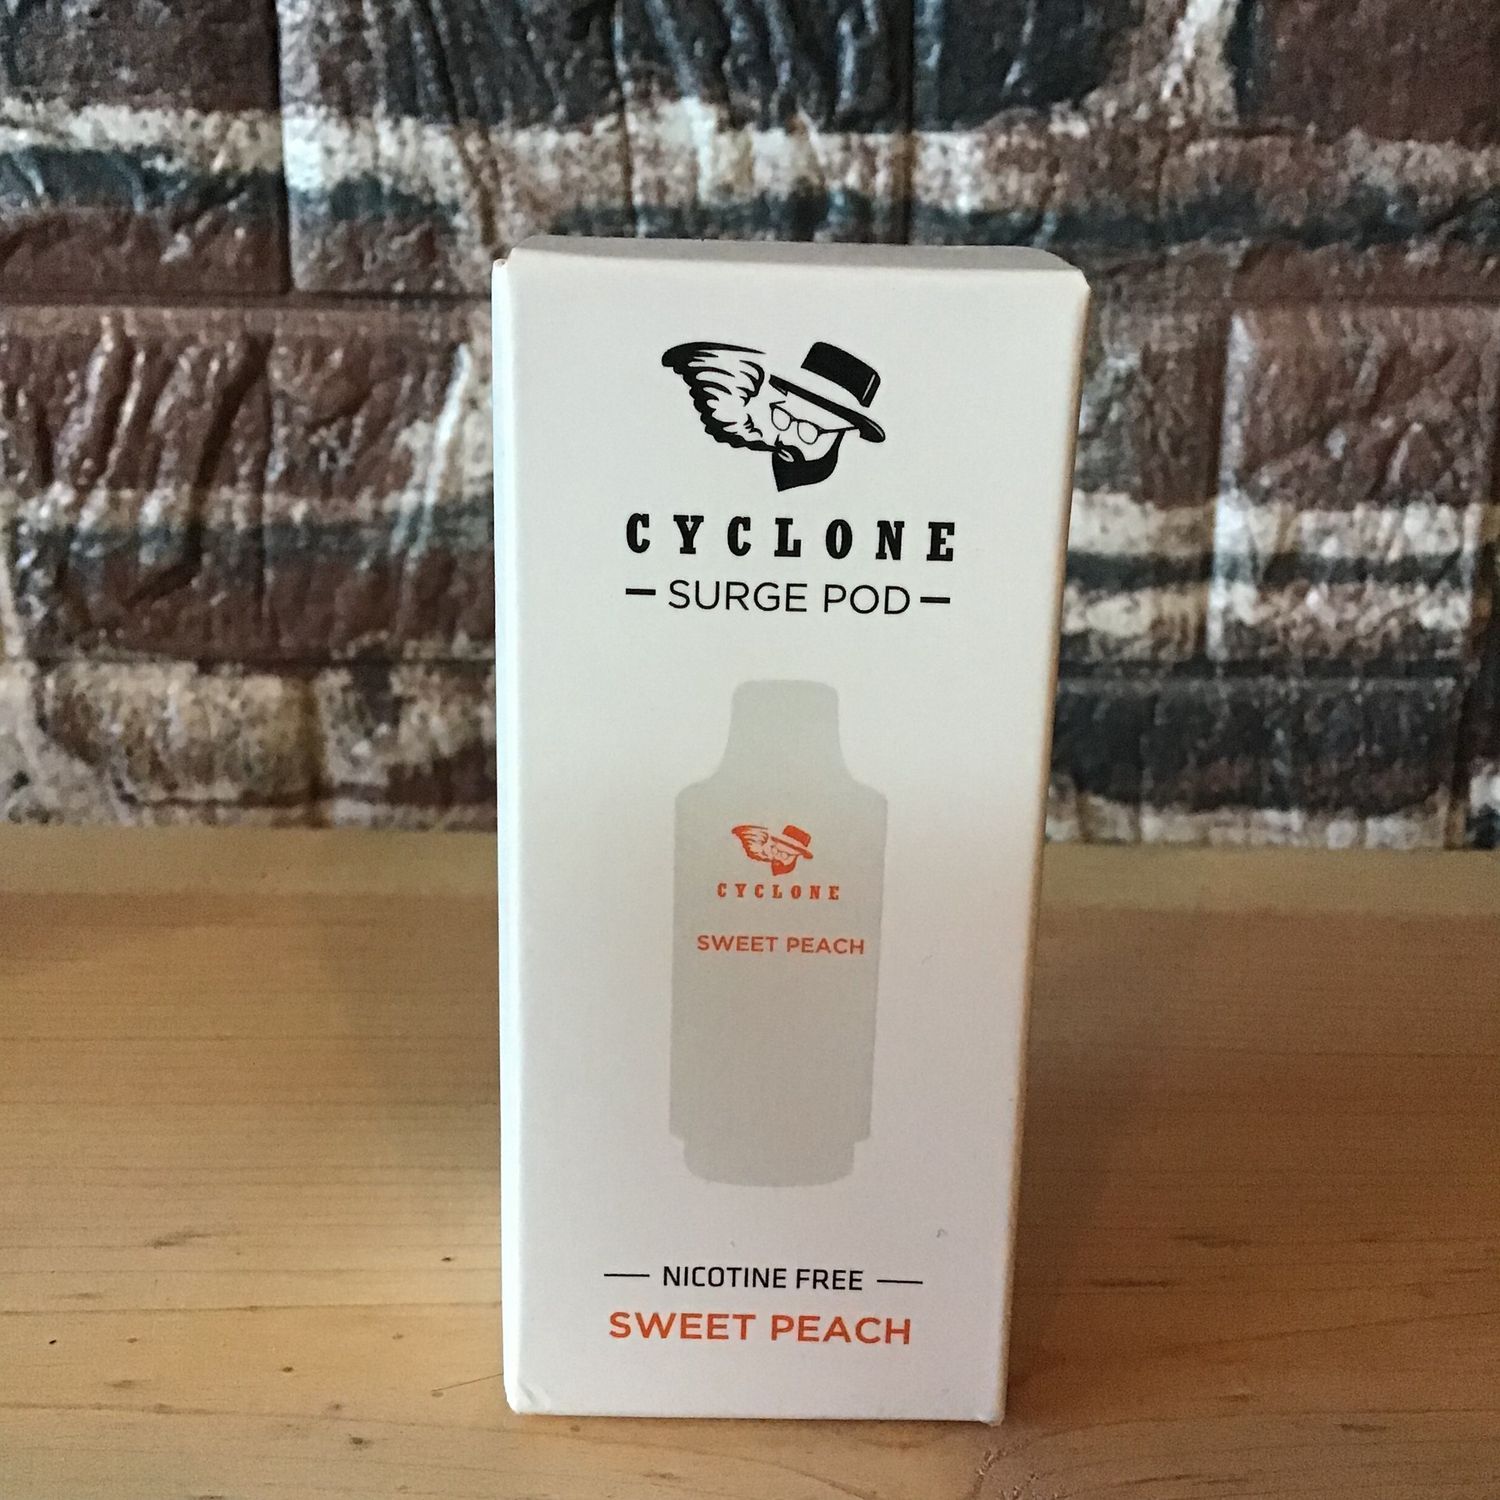 CYCLONE
SURGE POD
CYCLONE
SWEET PEACH
NICOTINE FREE
SWEET PEACH